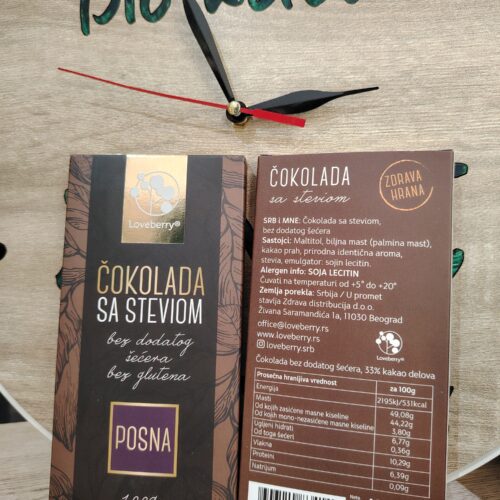 Loveberry®
ČOKOLADA
SA STEVIOM
bez dodatog
šećera
bez glutena
POSNA
100g
ČOKOLADA
sa steviom
ZDRAVA
HRANA
SRB i MNE: Čokolada sa steviom,
bez dodatog šećera
Sastojci: Maltitol, biljna mast (palmina mast),
kakao prah, prirodna identična aroma,
stevia, emulgator: sojin lecitin.
Alergen info: SOJA LECITIN
Čuvati na temperaturi od +5° do +20°
Zemlja porekla: Srbija / U promet
stavlja Zdrava distribucija d.o.o.
Živana Saramandića 1a, 11030 Beograd
office@loveberry.rs
www.loveberry.rs
loveberry.srb
Loveberry®
Čokolada bez dodatog šećera, 33% kakao delova
Prosečna hranljiva vrednost za 100g
Energija 2195kJ/531kcal
Masti 49,08g
Od kojih zasićene masne kiseline 44,22g
Od kojih mono-nezasićene masne kiseline 3,80g
Ugljeni hidrati 6,77g
Od toga šećeri 0,36g
Vlakna 10,29g
Proteini 6,39g
Natrijum 0,09g
Neto